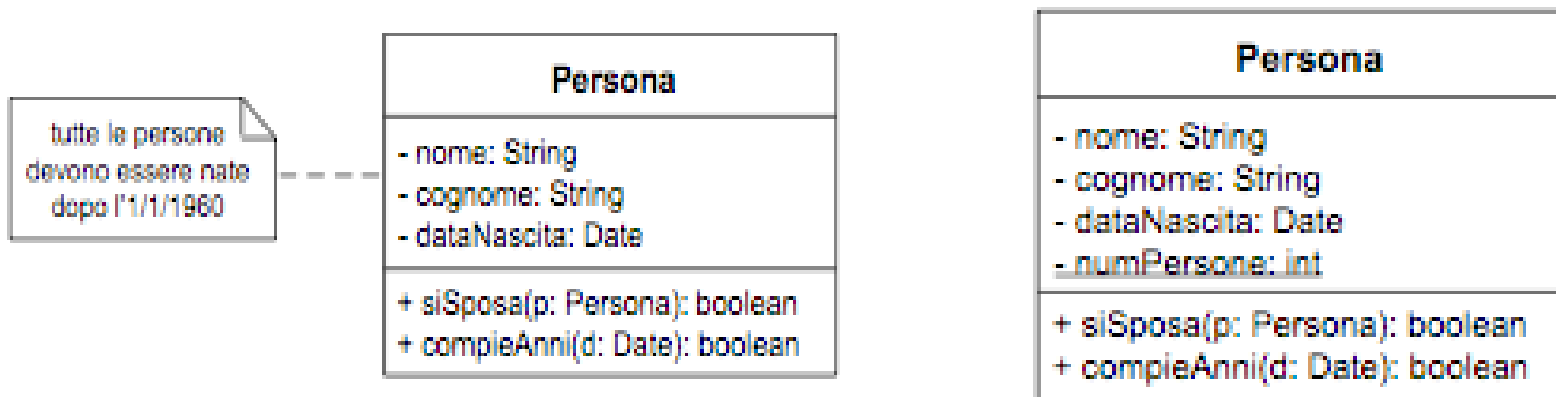 tutte le persone
devono essere nate
dopo l'1/1/1960
Persona
- nome: String
- cognome: String
- dataNascita: Date
+ siSposa(p: Persona): boolean
+ compieAnni(d: Date): boolean
Persona
- nome: String
- cognome: String
- dataNascita: Date
- numPersone: int
+ siSposa(p: Persona): boolean
+ compieAnni(d: Date): boolean